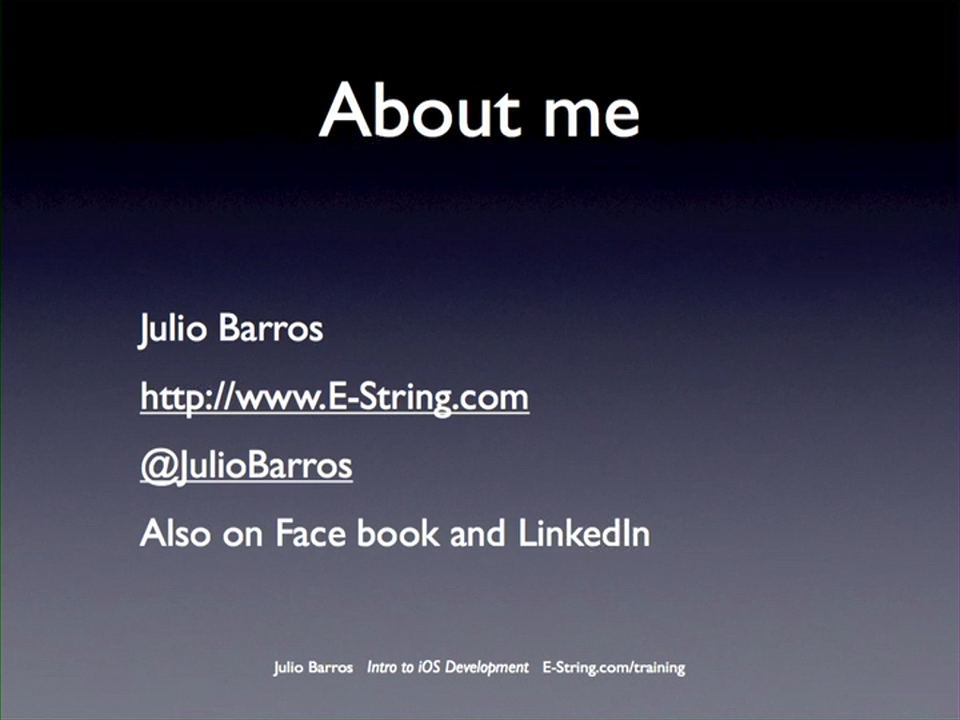 About me
Julio Barros
http://www.E-String.com
@JulioBarros
Also on Face book and LinkedIn
Julio Barros Intro to iOS Development E-String.com/training